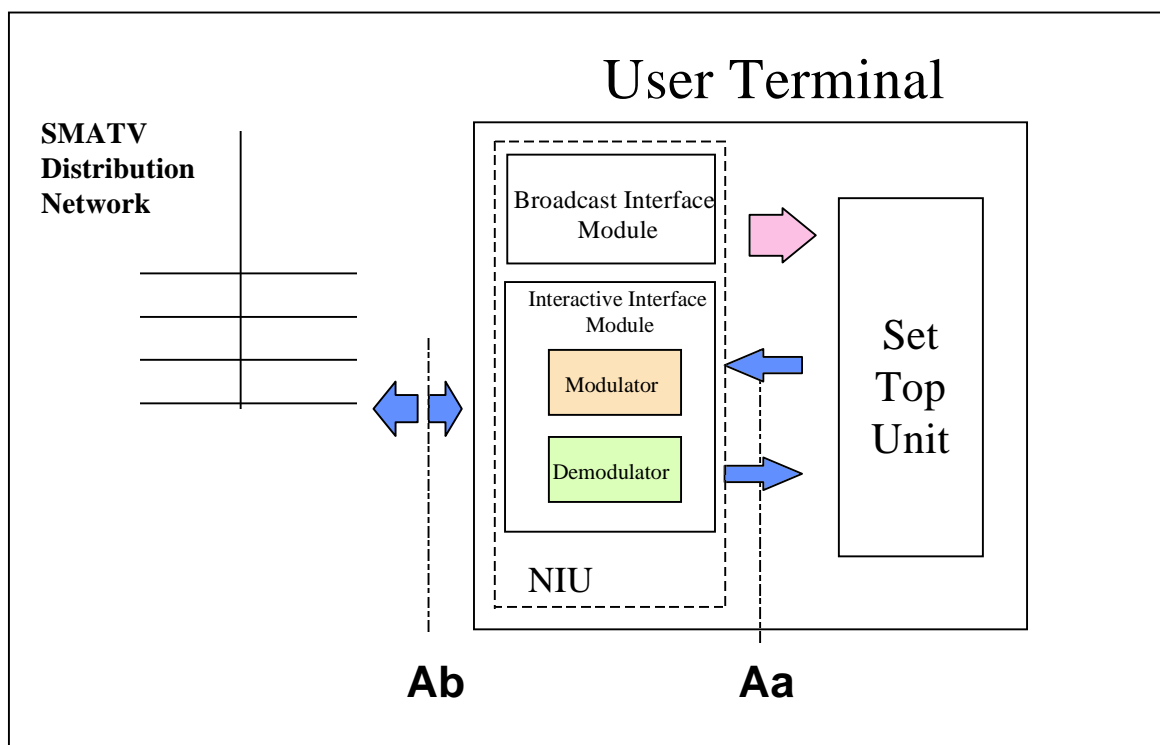 User Terminal
SMATV
Distribution
Network
Broadcast Interface
Module
Interactive Interface
Module
Modulator
Demodulator
NIU
Set
Top
Unit
Ab
Aa